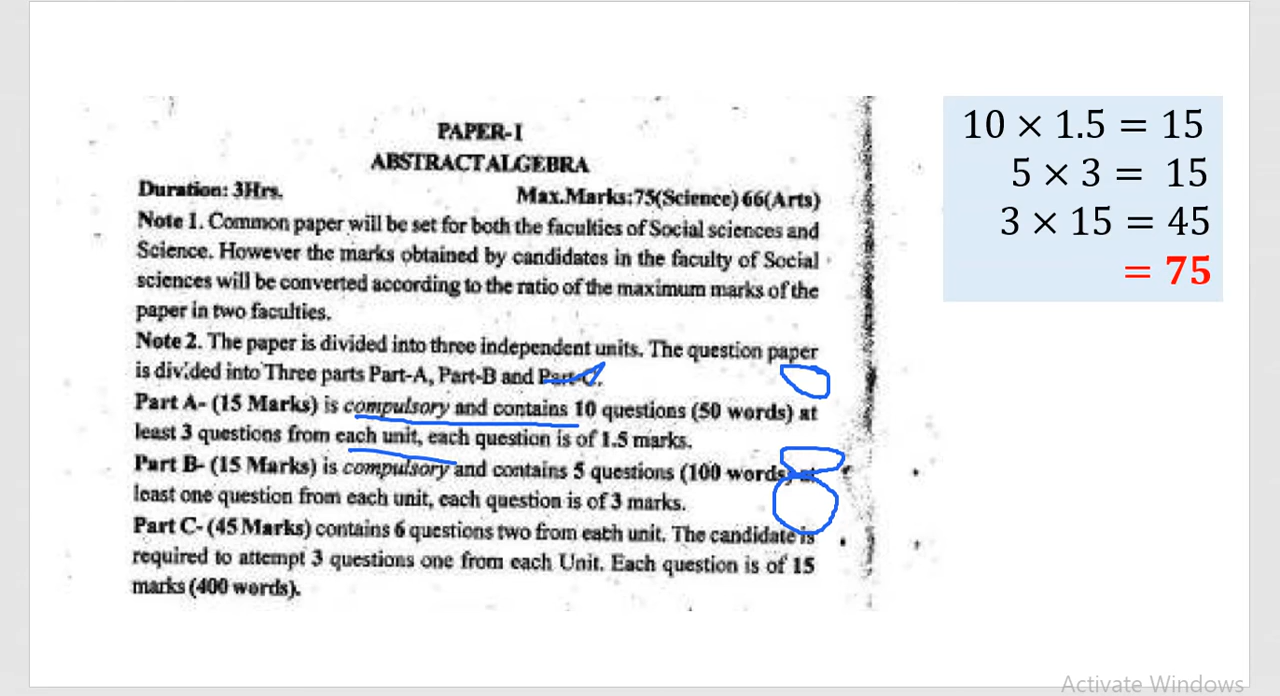 PAPER-I
ABSTRACT ALGEBRA
Duration: 3Hrs.
Max.Marks:75(Science) 66(Arts)
Note 1. Common paper will be set for both the faculties of Social sciences and
Science. However the marks obtained by candidates in the faculty of Social
sciences will be converted according to the ratio of the maximum marks of the
paper in two faculties.
Note 2. The paper is divided into three independent units. The question paper
is divided into Three parts Part-A, Part-B and Part-C.
Part A- (15 Marks) is compulsory and contains 10 questions (50 words) at
least 3 questions from each unit, each question is of 1.5 marks.
Part B- (15 Marks) is compulsory and contains 5 questions (100 words) at
least one question from each unit, each question is of 3 marks.
Part C- (45 Marks) contains 6 questions two from each unit. The candidate is
required to attempt 3 questions one from each Unit. Each question is of 15
marks (400 words).
10 × 1.5 = 15
5 × 3 = 15
3 × 15 = 45
= 75
Activate Windows